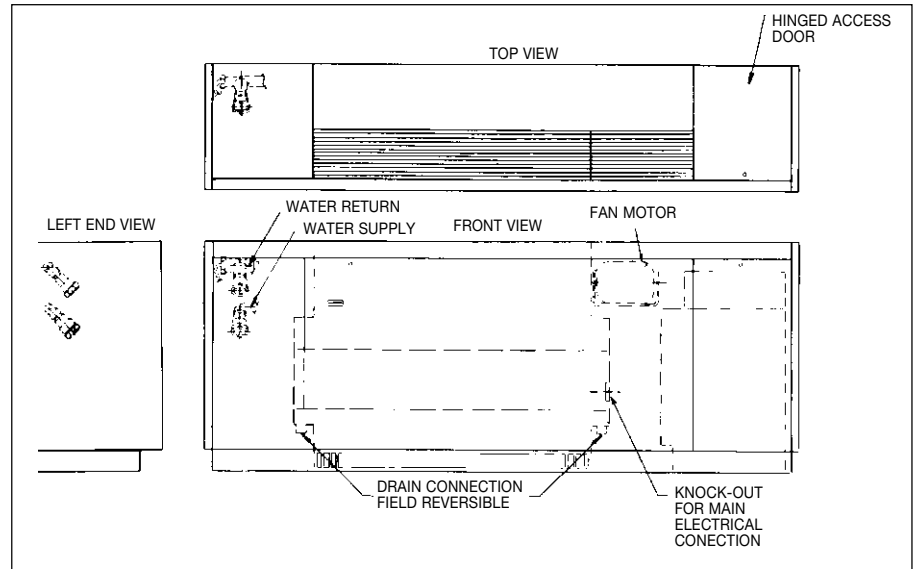 HINGED ACCESS
DOOR
TOP VIEW
WATER RETURN
LEFT END VIEW
WATER SUPPLY
FRONT VIEW
FAN MOTOR
DRAIN CONNECTION
FIELD REVERSIBLE
KNOCK-OUT
FOR MAIN
ELECTRICAL
CONECTION